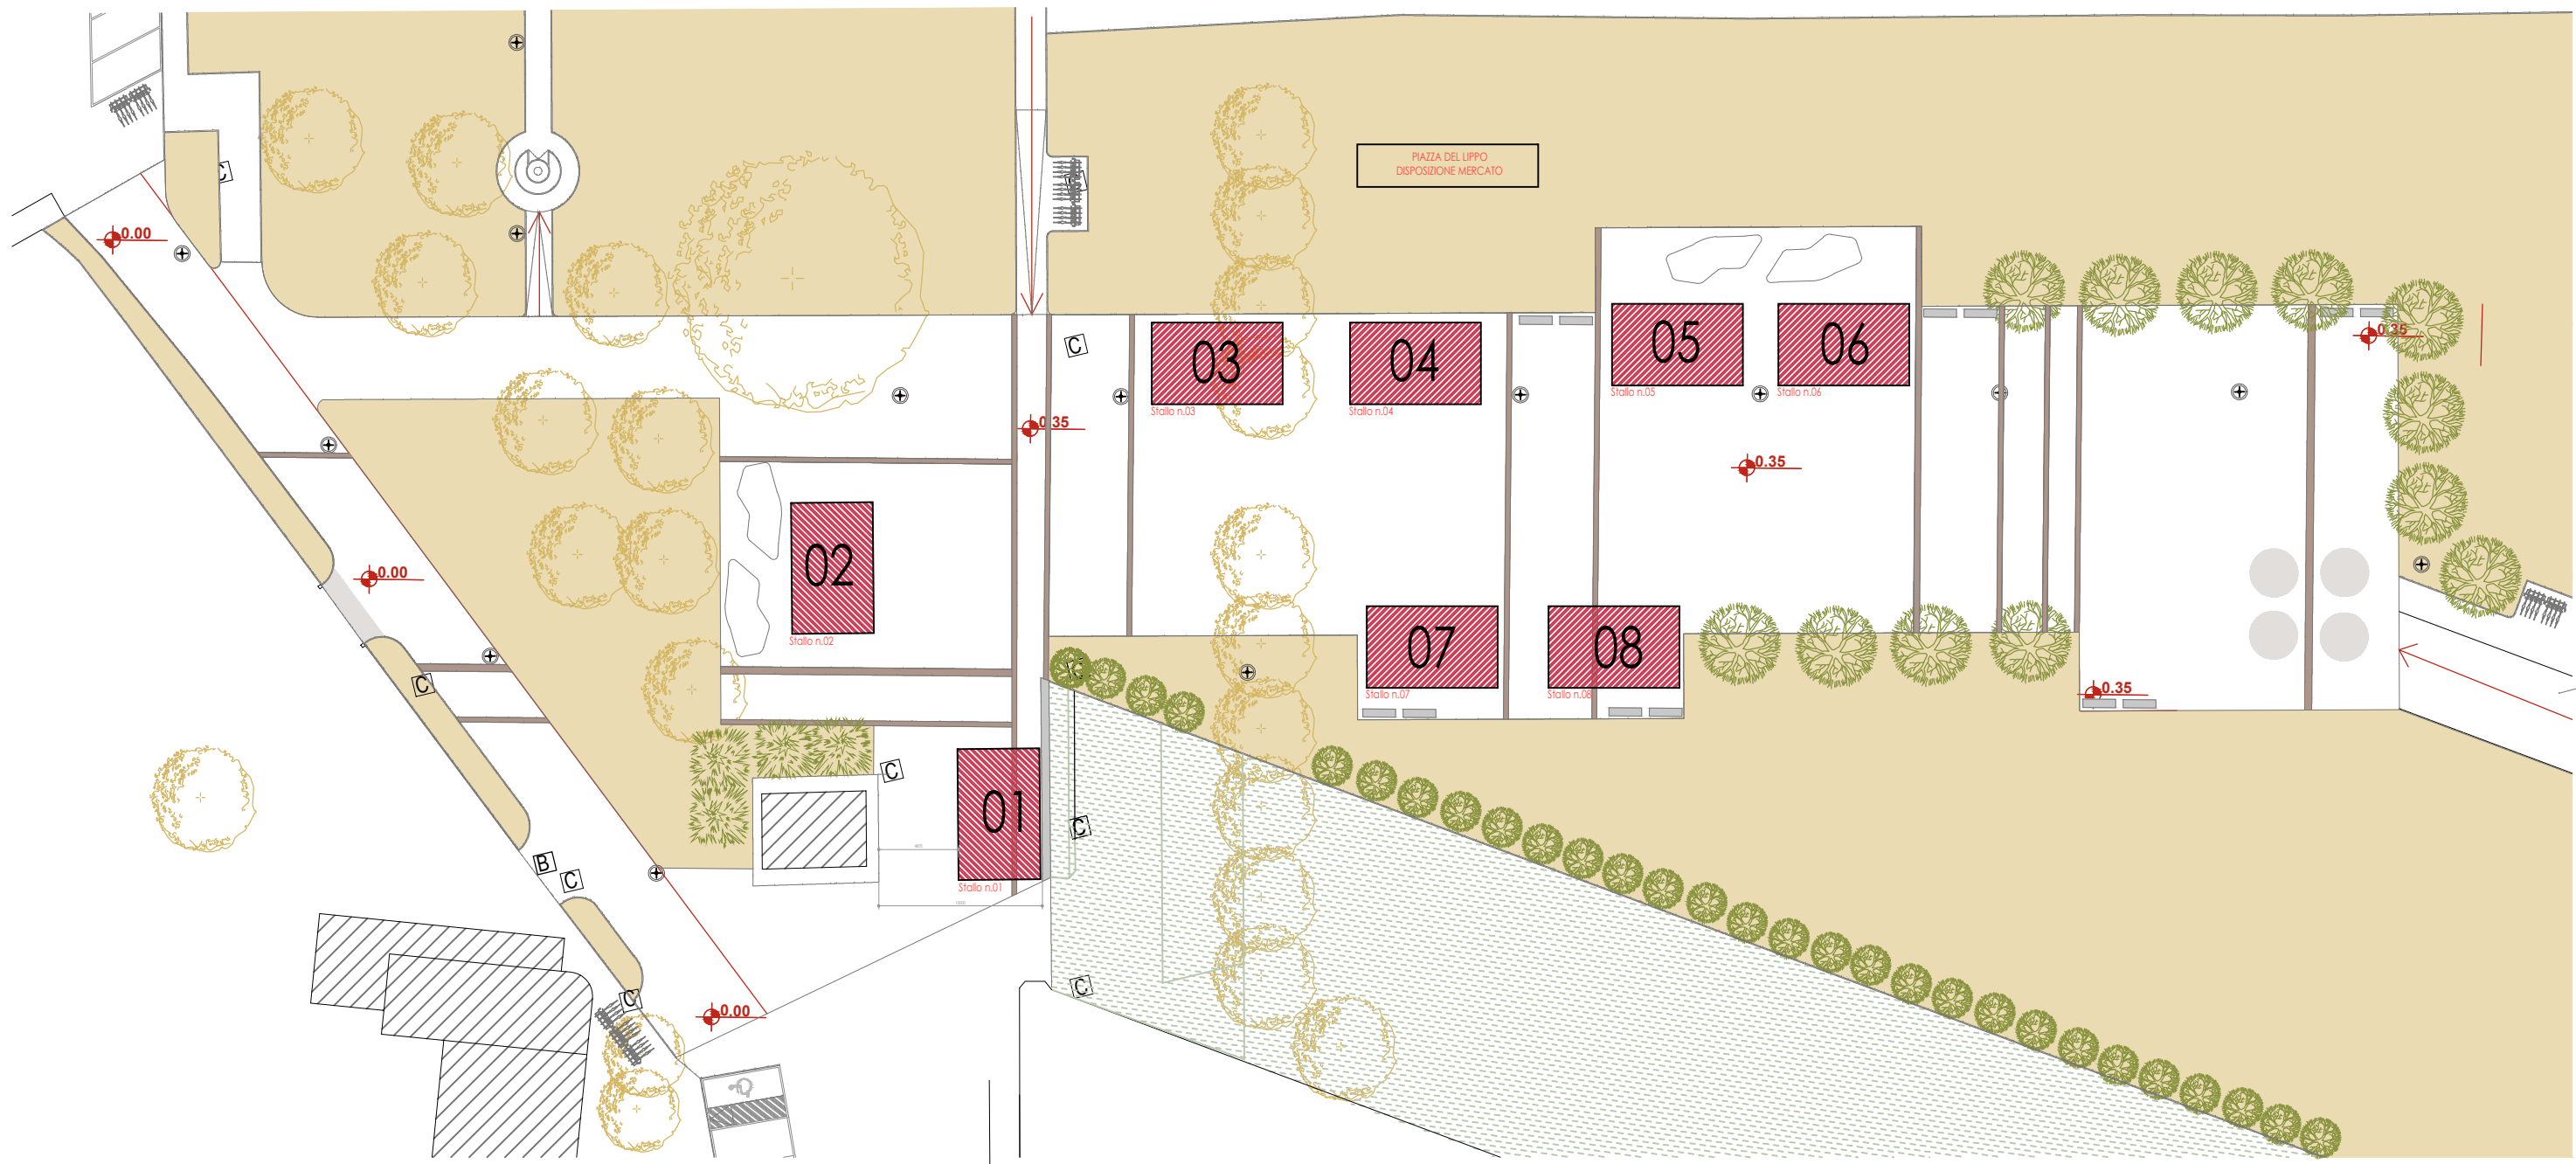 C
C
PIAZZA DEL LIPPO
DISPOSIZIONE MERCATO
0.00
C
03
Stallo n.03
04
Stallo n.04
05
Stallo n.05
06
Stallo n.06
0.35
0.35
0.35
0.00
02
Stallo n.02
07
Stallo n.07
08
Stallo n.08
0.35
C
C
01
Stallo n.01
C
B
C
C
C
0.00